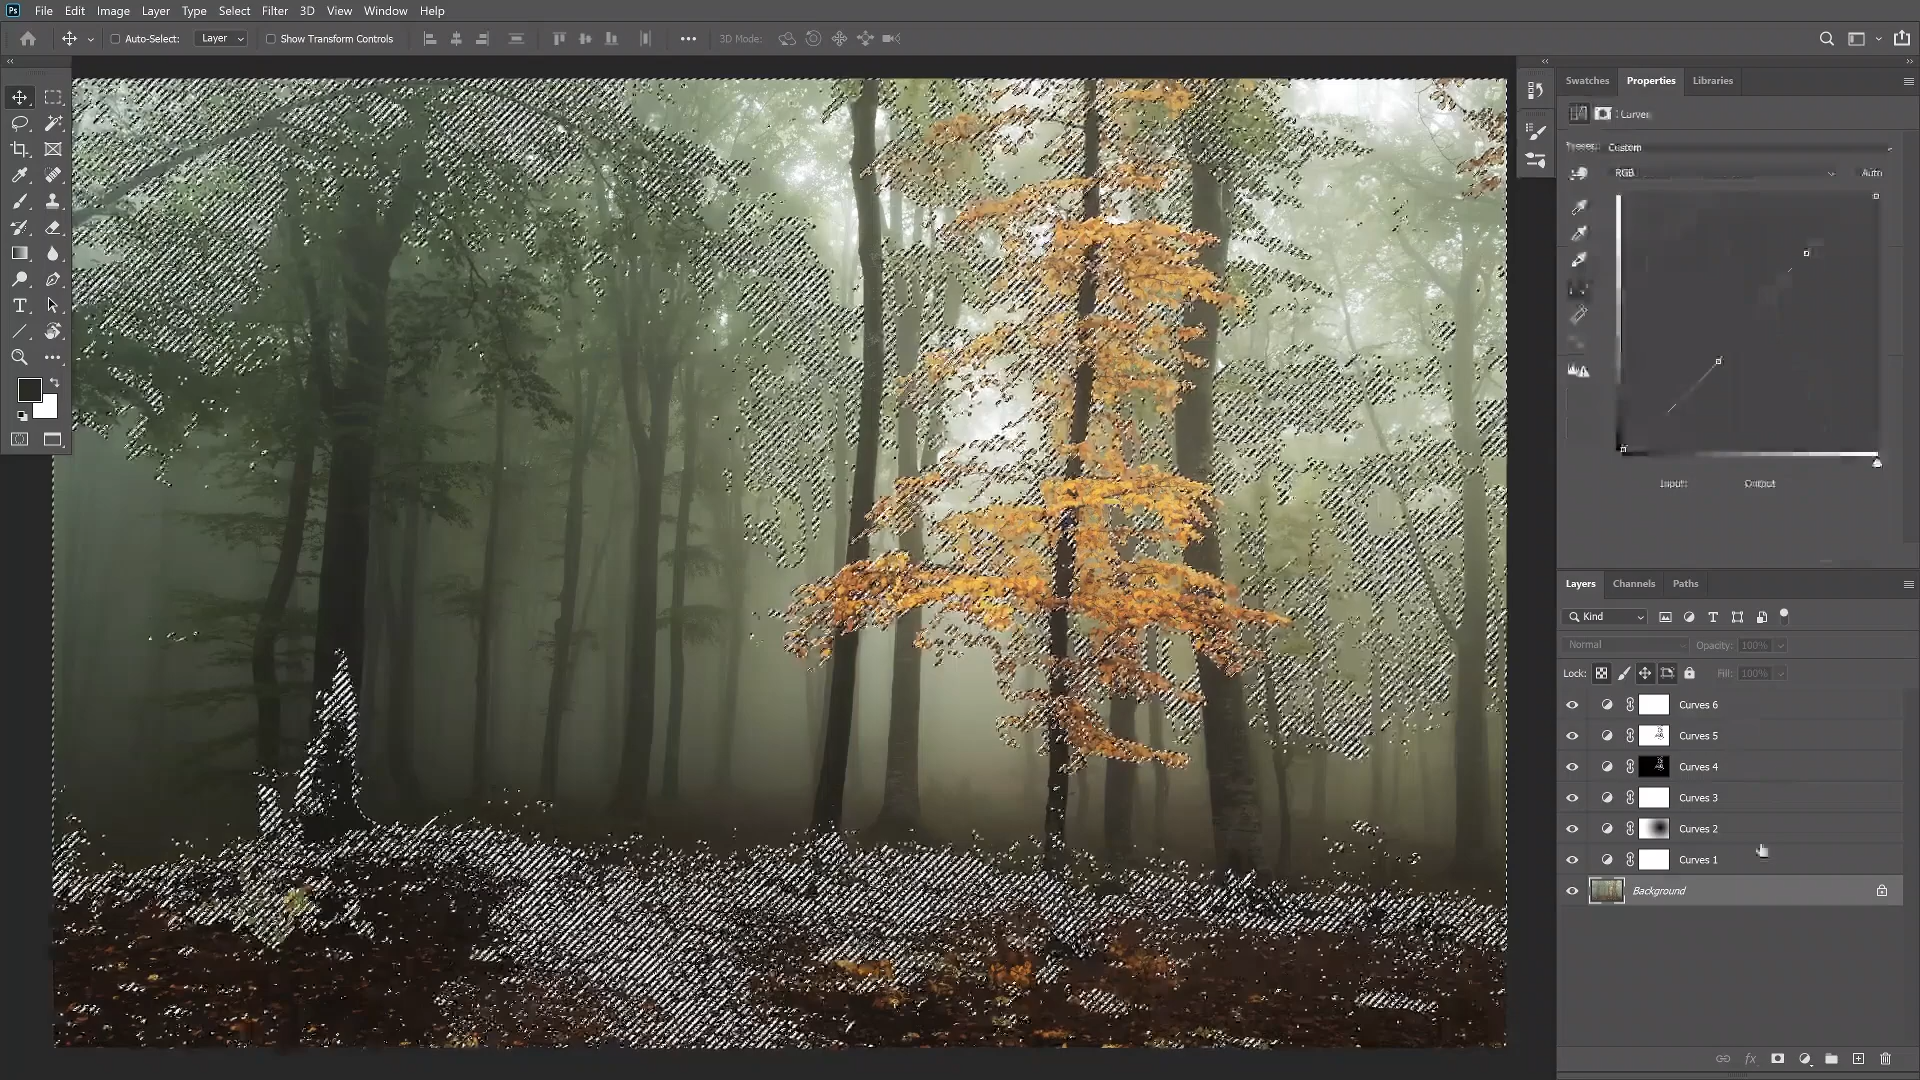 Ps File Edit Image Layer Type Select Filter 3D View Window Help
Auto-Select: Layer Show Transform Controls 3D Mode:
Swatches Properties Libraries
Curves
Custom
RGB Auto
Input: Output:
Layers Channels Paths
Kind
Normal Opacity: 100%
Lock: Fill: 100%
Curves 6
Curves 5
Curves 4
Curves 3
Curves 2
Curves 1
Background
fx